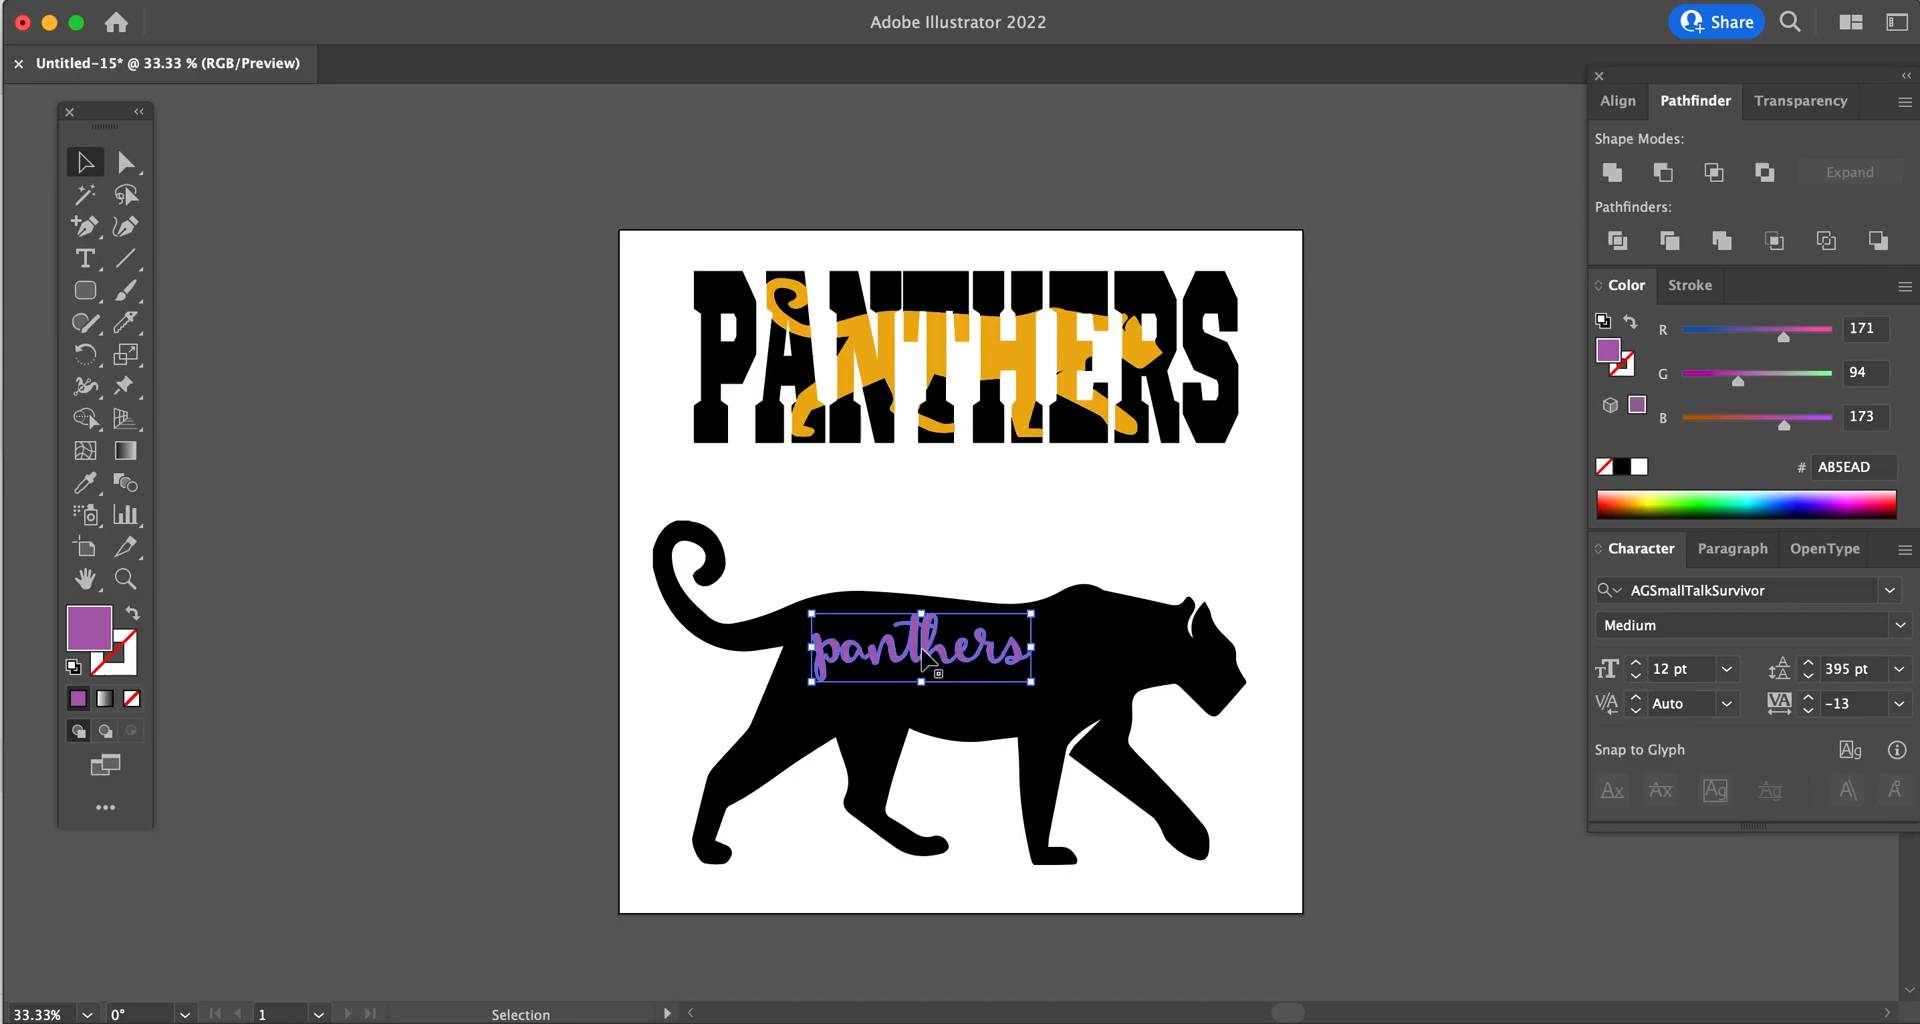 Adobe Illustrator 2022
Share
× Untitled-15* @ 33.33 % (RGB/Preview)
Align Pathfinder Transparency
Shape Modes:
Expand
Pathfinders:
Color Stroke
R 171
G 94
B 173
# AB5EAD
Character Paragraph OpenType
AGSmallTalkSurvivor
Medium
12 pt 395 pt
Auto -13
Snap to Glyph
PANTHERS
panthers
33.33% 0° 1 Selection